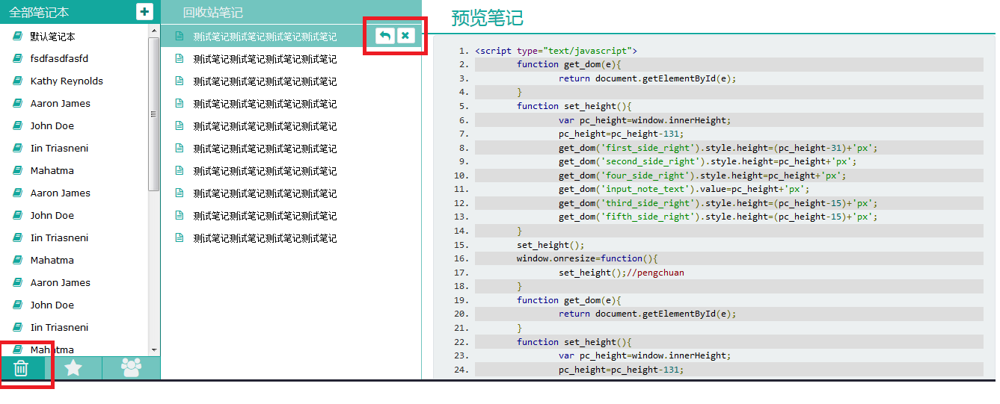 全部笔记本
默认笔记本
fsdfasdfasfd
Kathy Reynolds
Aaron James
John Doe
Iin Triasneni
Mahatma
Aaron James
John Doe
Iin Triasneni
Mahatma
Aaron James
John Doe
Iin Triasneni
Mahatma
回收站笔记
测试笔记测试笔记测试笔记测试笔记
测试笔记测试笔记测试笔记测试笔记
测试笔记测试笔记测试笔记测试笔记
测试笔记测试笔记测试笔记测试笔记
测试笔记测试笔记测试笔记测试笔记
测试笔记测试笔记测试笔记测试笔记
测试笔记测试笔记测试笔记测试笔记
测试笔记测试笔记测试笔记测试笔记
测试笔记测试笔记测试笔记测试笔记
测试笔记测试笔记测试笔记测试笔记
预览笔记
1. <script type="text/javascript">
2. function get_dom(e){
3. return document.getElementById(e);
4. }
5. function set_height(){
6. var pc_height=window.innerHeight;
7. pc_height=pc_height-131;
8. get_dom('first_side_right').style.height=(pc_height-31)+'px';
9. get_dom('second_side_right').style.height=pc_height+'px';
10. get_dom('four_side_right').style.height=pc_height+'px';
11. get_dom('input_note_text').value=pc_height+'px';
12. get_dom('third_side_right').style.height=(pc_height-15)+'px';
13. get_dom('fifth_side_right').style.height=(pc_height-15)+'px';
14. }
15. set_height();
16. window.onresize=function(){
17. set_height();//pengchuan
18. }
19. function get_dom(e){
20. return document.getElementById(e);
21. }
22. function set_height(){
23. var pc_height=window.innerHeight;
24. pc_height=pc_height-131;